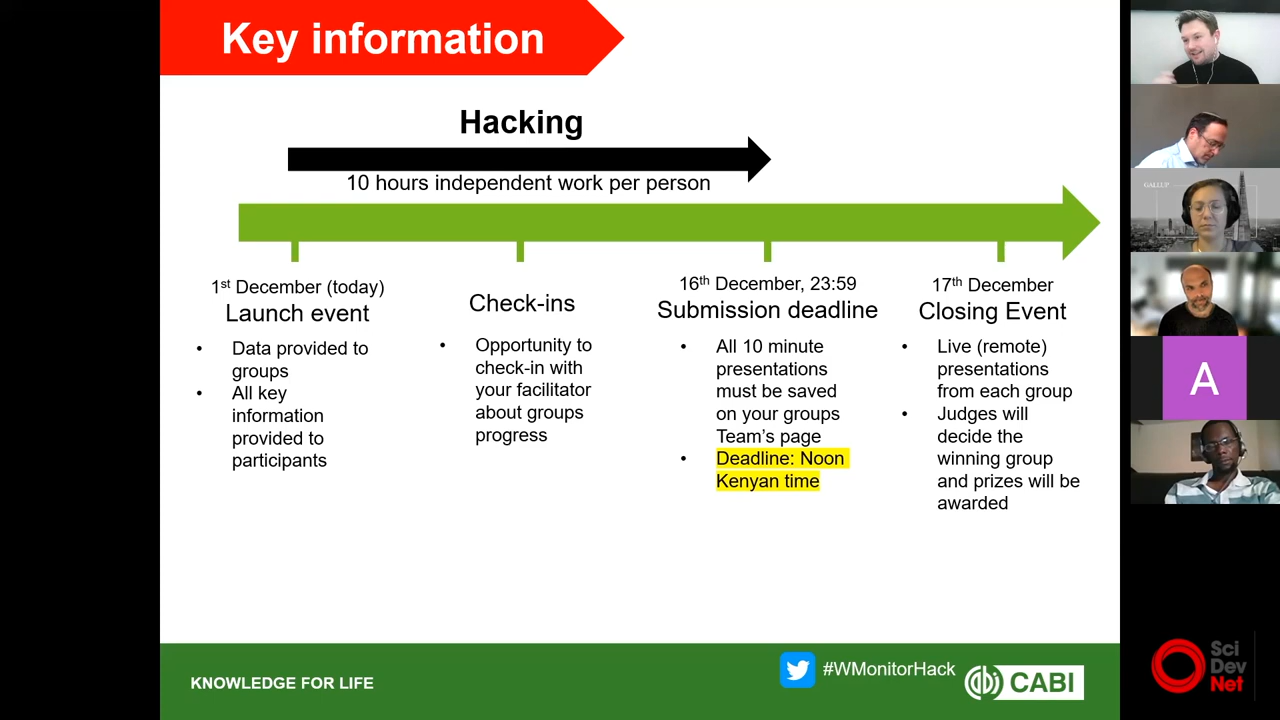 Key information
Hacking
10 hours independent work per person
1st December (today)
Launch event
• Data provided to
groups
• All key
information
provided to
participants
Check-ins
• Opportunity to
check-in with
your facilitator
about groups
progress
16th December, 23:59
Submission deadline
• All 10 minute
presentations
must be saved
on your groups
Team’s page
• Deadline: Noon
Kenyan time
17th December
Closing Event
• Live (remote)
presentations
from each group
• Judges will
decide the
winning group
and prizes will be
awarded
KNOWLEDGE FOR LIFE
#WMonitorHack
CABI
GALLUP
A
Sci
Dev
Net